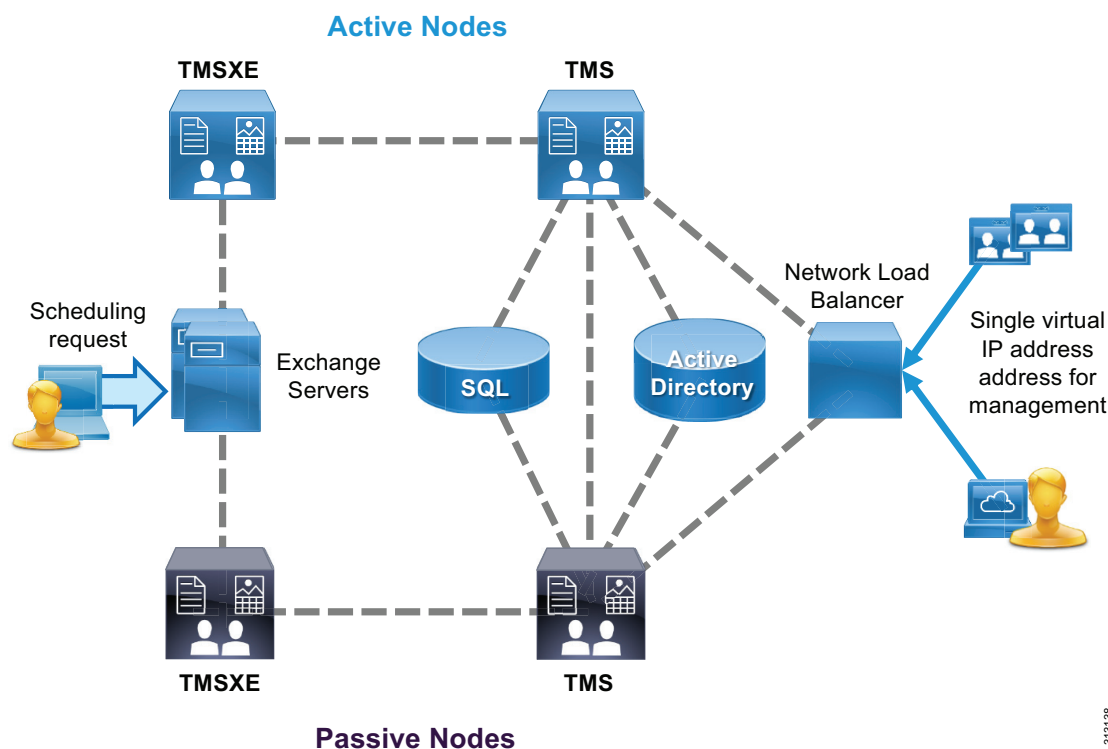 Active Nodes
TMSXE
TMS
Network Load
Balancer
Scheduling
request
Exchange
Servers
SQL
Active
Directory
Single virtual
IP address
address for
management
TMSXE
TMS
Passive Nodes